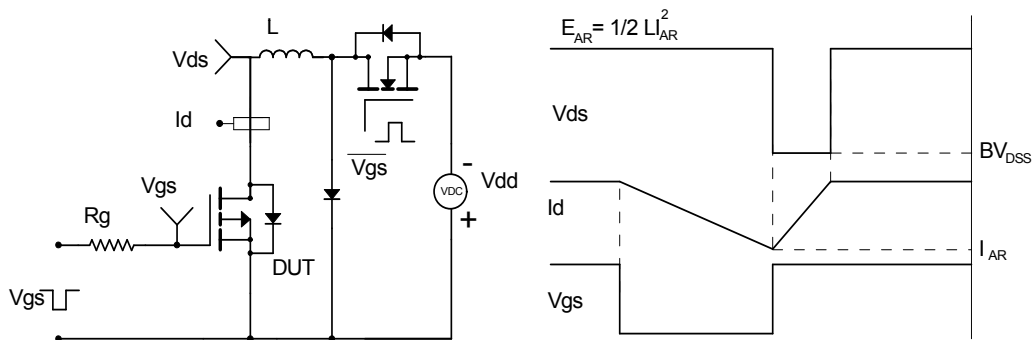 L
Vds
Id
Vgs
Vgs
Rg
DUT
Vgs
-
VDC
+
Vdd
E_AR = 1/2 LI_AR^2
Vds
BV_DSS
Id
I_AR
Vgs